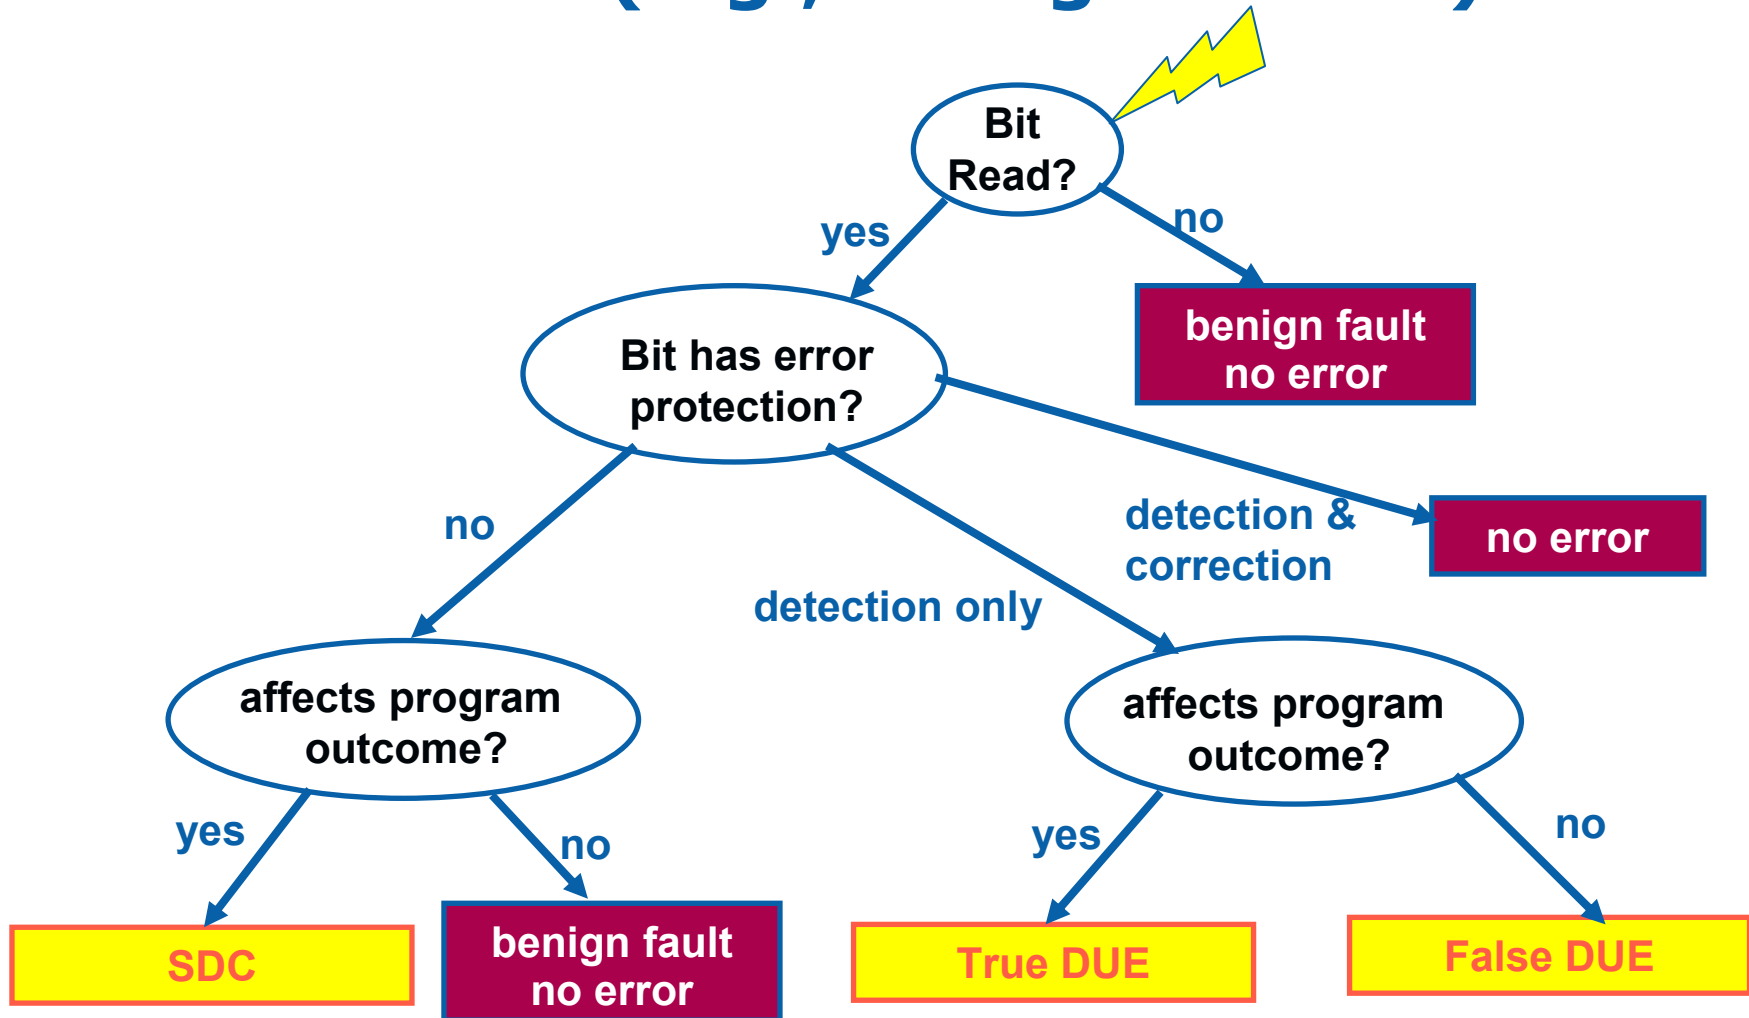 Bit
Read?
yes
no
benign fault
no error
Bit has error
protection?
no
detection only
detection &
correction
no error
affects program
outcome?
affects program
outcome?
yes
no
yes
no
SDC
benign fault
no error
True DUE
False DUE